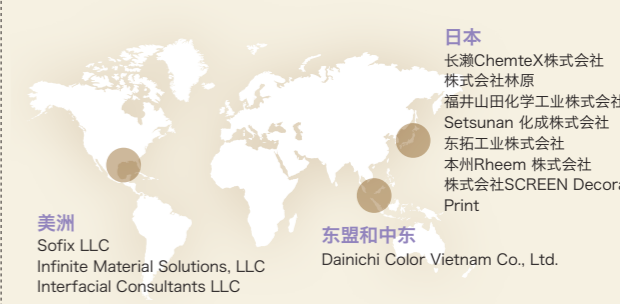 日本
长濑ChemteX株式会社
株式会社林原
福井山田化学工业株式会社
Setsunan 化成株式会社
东拓工业株式会社
本州Rheem 株式会社
株式会社SCREEN Decora
Print
美洲
Sofix LLC
Infinite Material Solutions, LLC
Interfacial Consultants LLC
东盟和中东
Dainichi Color Vietnam Co., Ltd.